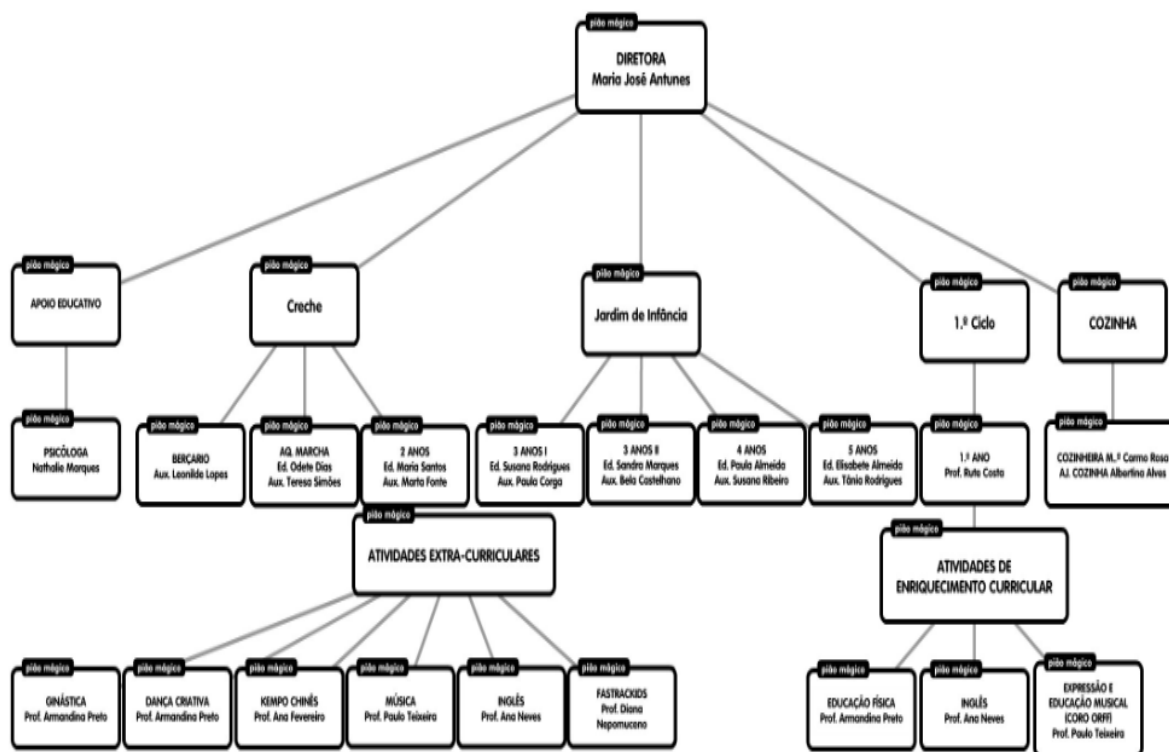 pião mágico
DIRETORA
Maria José Antunes
pião mágico
APOIO EDUCATIVO
pião mágico
Creche
pião mágico
Jardim de Infância
pião mágico
1.º Ciclo
pião mágico
COZINHA
pião mágico
PSICÓLOGA
Nathalie Marques
pião mágico
BERÇARIO
Aux. Leonilde Lopes
pião mágico
AQ. MARCHA
Ed. Odete Dias
Aux. Teresa Simões
pião mágico
2 ANOS
Ed. Maria Santos
Aux. Marta Fonte
pião mágico
3 ANOS I
Ed. Susana Rodrigues
Aux. Paula Corga
pião mágico
3 ANOS II
Ed. Sandra Marques
Aux. Bela Castelhano
pião mágico
4 ANOS
Ed. Paula Almeida
Aux. Susana Ribeiro
pião mágico
5 ANOS
Ed. Elisabete Almeida
Aux. Tânia Rodrigues
pião mágico
1.º ANO
Prof. Rute Costa
pião mágico
COZINHEIRA M.ª Carmo Rosa
AJ. COZINHA Albertina Alves
pião mágico
ATIVIDADES EXTRA-CURRICULARES
pião mágico
ATIVIDADES DE
ENRIQUECIMENTO CURRICULAR
pião mágico
GINÁSTICA
Prof. Armandina Preto
pião mágico
DANÇA CRIATIVA
Prof. Armandina Preto
pião mágico
KEMPO CHINÊS
Prof. Ana Fevereiro
pião mágico
MÚSICA
Prof. Paulo Teixeira
pião mágico
INGLÊS
Prof. Ana Neves
pião mágico
FASTRACKIDS
Prof. Diana
Nepomuceno
pião mágico
EDUCAÇÃO FÍSICA
Prof. Armandina Preto
pião mágico
INGLÊS
Prof. Ana Neves
pião mágico
EXPRESSÃO E
EDUCAÇÃO MUSICAL
(CORO ORFF)
Prof. Paulo Teixeira